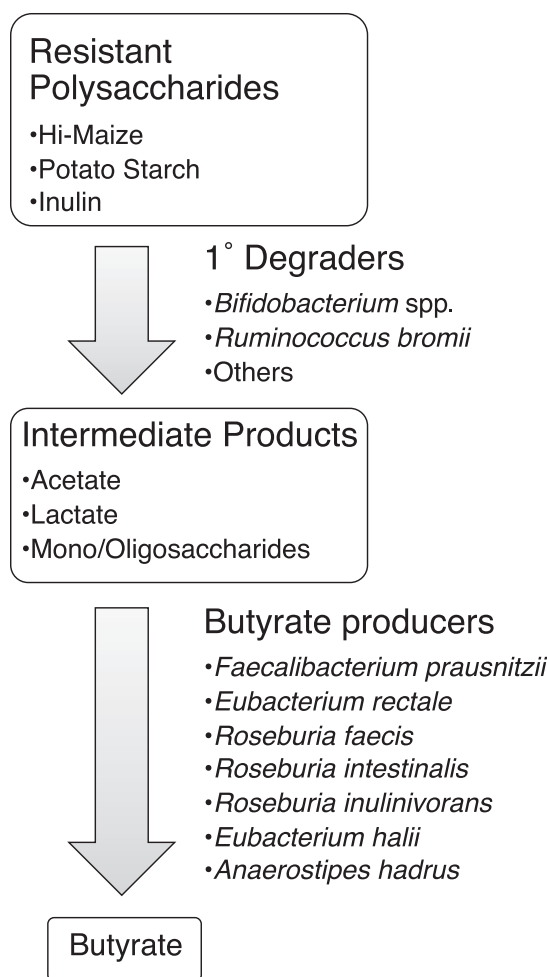 Resistant
Polysaccharides
•Hi-Maize
•Potato Starch
•Inulin
1° Degraders
•Bifidobacterium spp.
•Ruminococcus bromii
•Others
Intermediate Products
•Acetate
•Lactate
•Mono/Oligosaccharides
Butyrate producers
•Faecalibacterium prausnitzii
•Eubacterium rectale
•Roseburia faecis
•Roseburia intestinalis
•Roseburia inulinivorans
•Eubacterium halii
•Anaerostipes hadrus
Butyrate